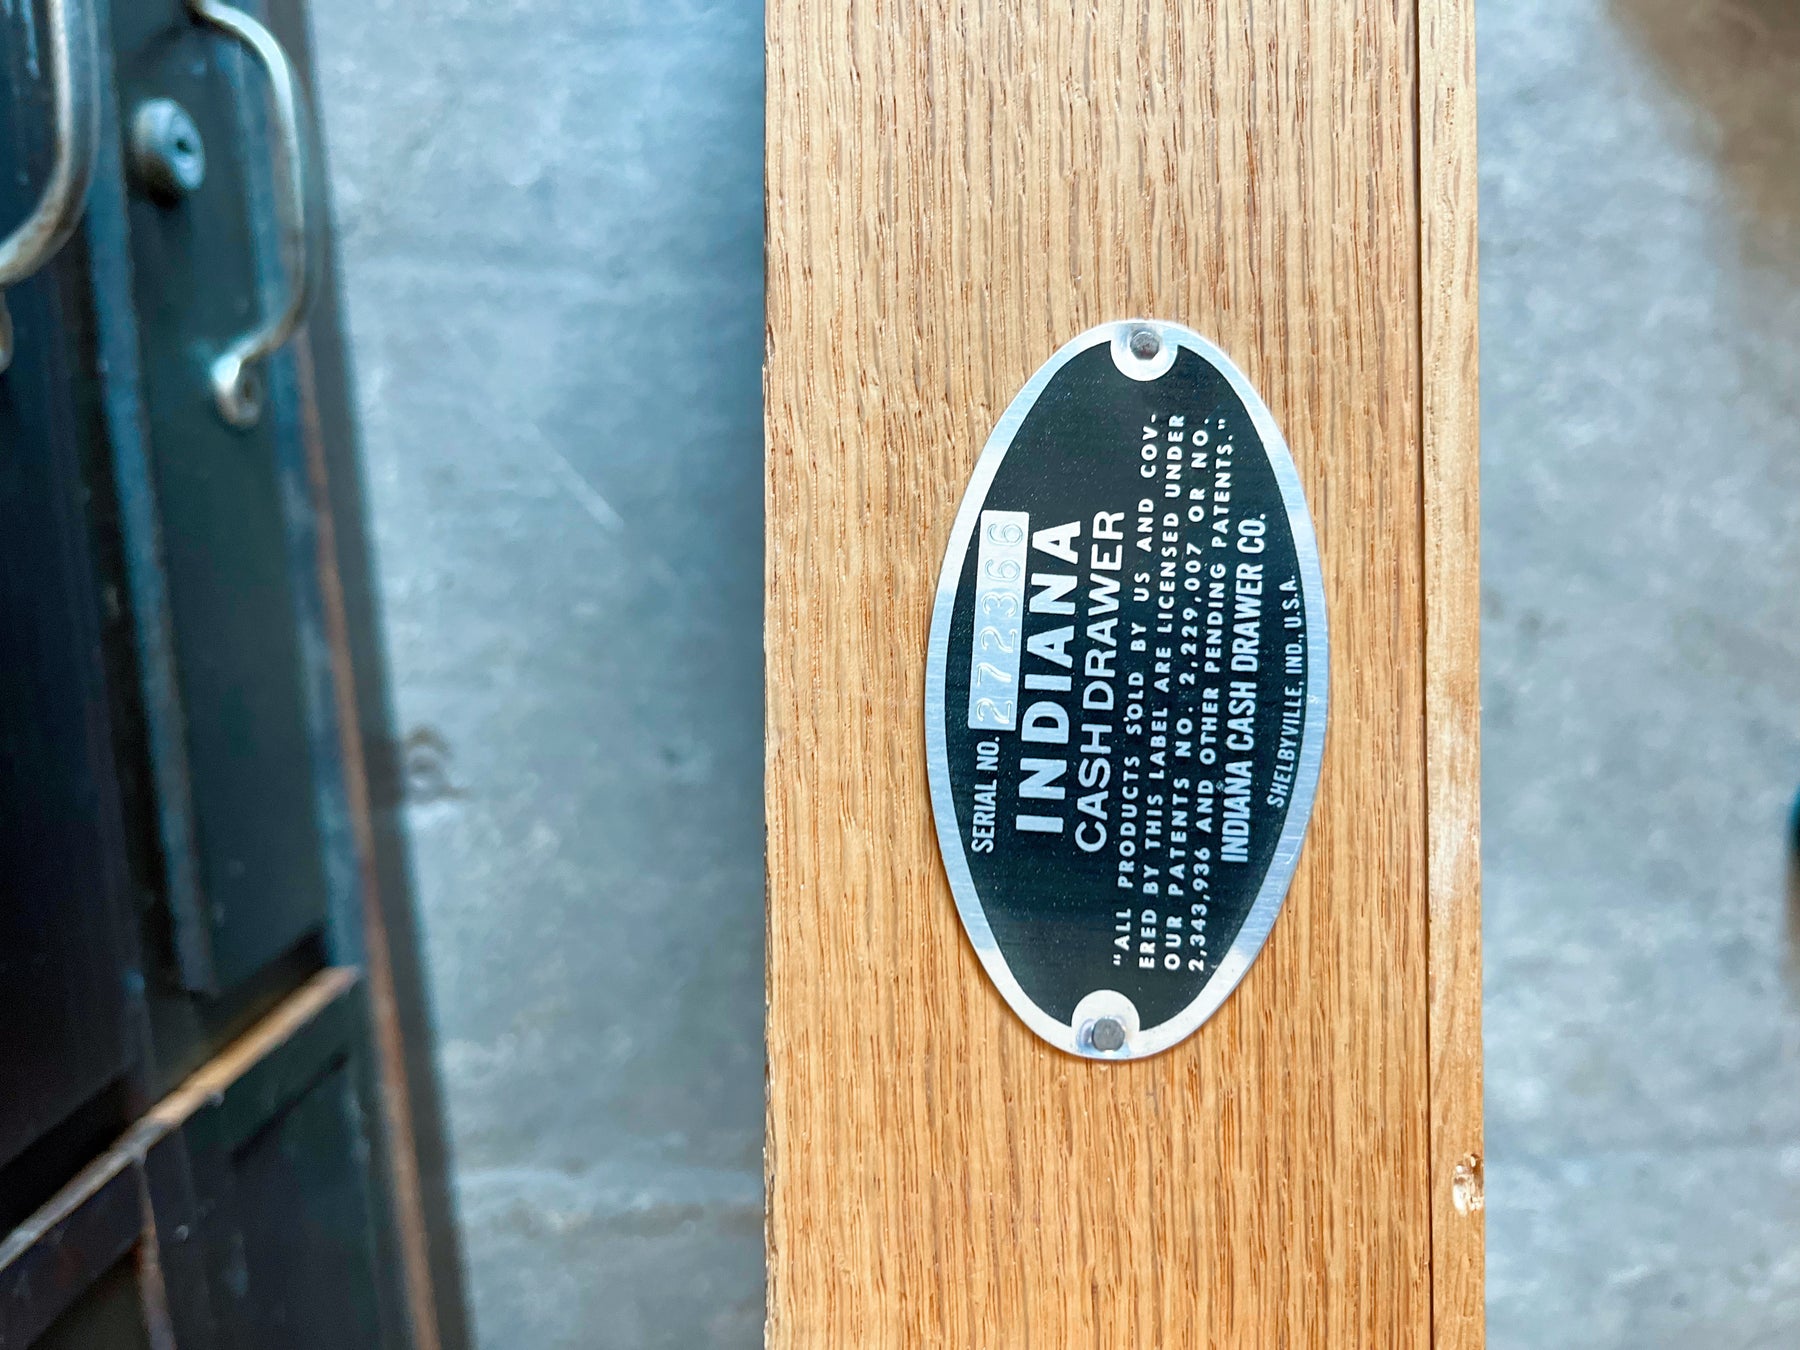 SERIAL NO. 272366
INDIANA
CASH DRAWER
"ALL PRODUCTS SOLD BY US AND COV-
ERED BY THIS LABEL ARE LICENSED UNDER
OUR PATENTS NO. 2,229,007 OR NO.
2,343,936 AND OTHER PENDING PATENTS."
INDIANA CASH DRAWER CO.
SHELBYVILLE, IND., U.S.A.